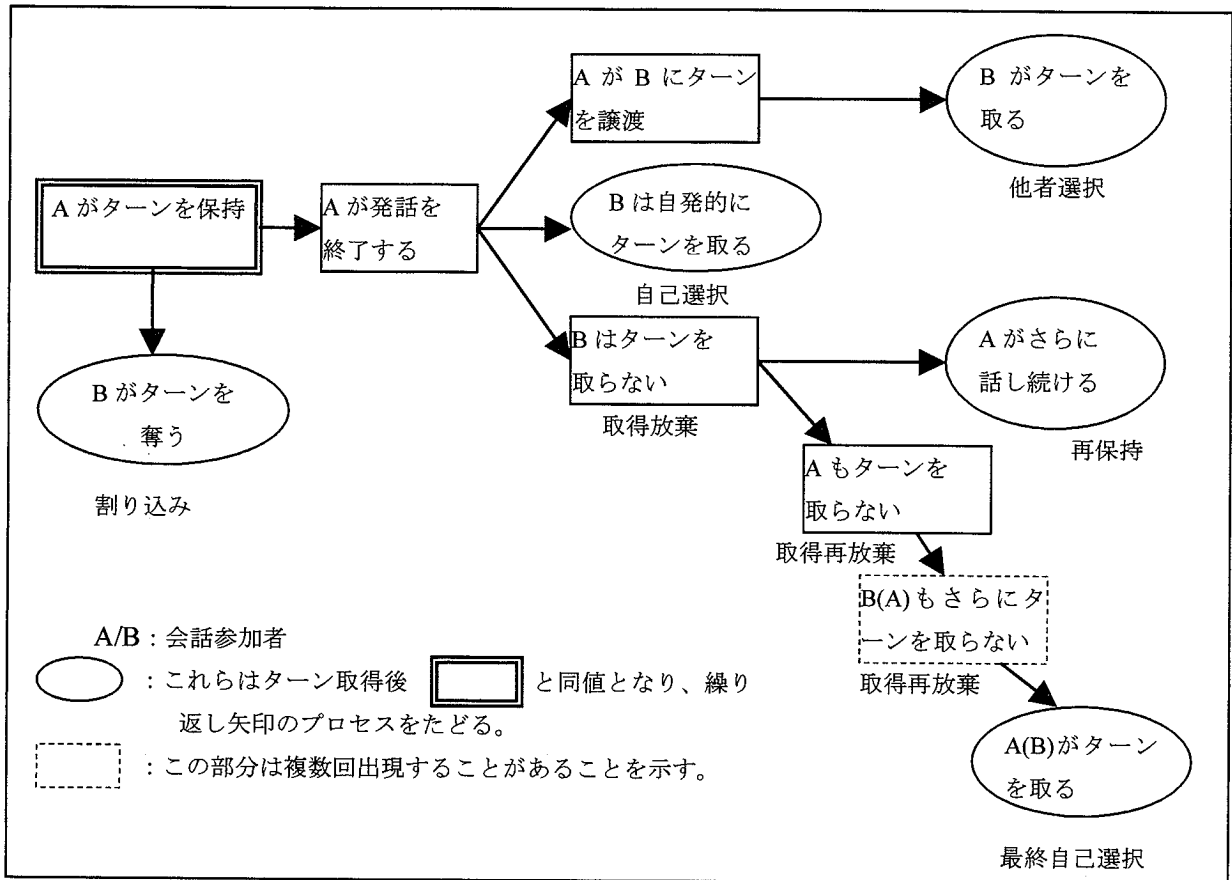 A が B にターン
を譲渡
B がターンを
取る
他者選択
A がターンを保持
A が発話を
終了する
B は自発的に
ターンを取る
自己選択
B がターンを
奪う
割り込み
B はターンを
取らない
取得放棄
A がさらに
話し続ける
再保持
A もターンを
取らない
取得再放棄
B(A)もさらにタ
ーンを取らない
取得再放棄
A(B)がターン
を取る
最終自己選択
A/B：会話参加者
：これらはターン取得後 と同値となり、繰り
返し矢印のプロセスをたどる。
：この部分は複数回出現することがあることを示す。